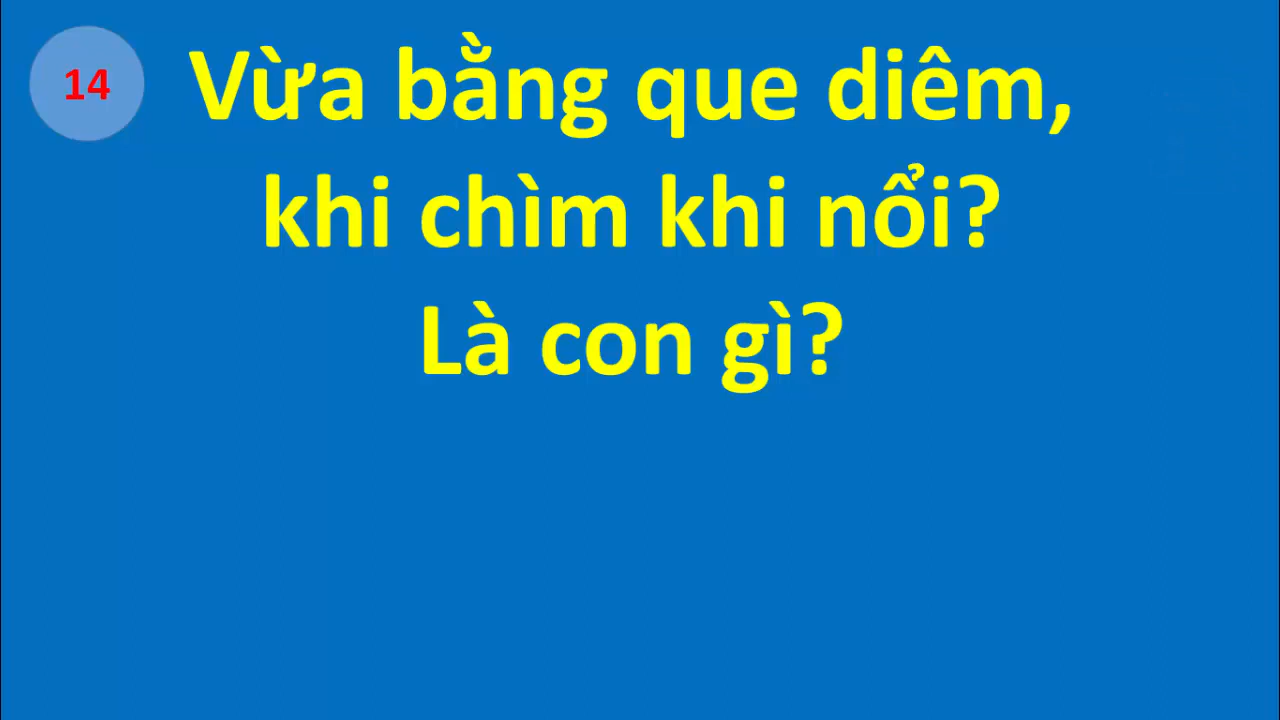 14
Vừa bằng que diêm,
khi chìm khi nổi?
Là con gì?